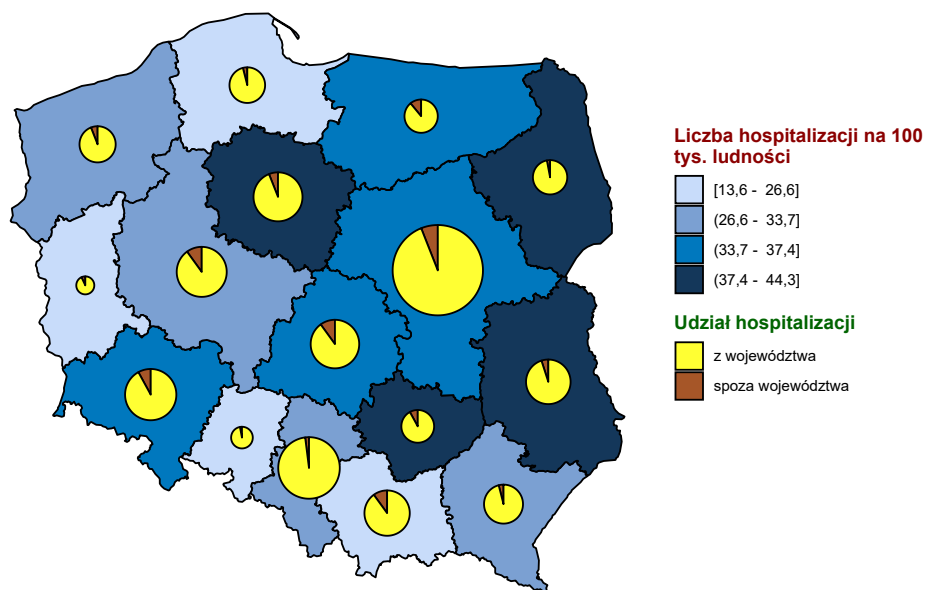 Liczba hospitalizacji na 100
tys. ludności
[13,6 - 26,6]
(26,6 - 33,7]
(33,7 - 37,4]
(37,4 - 44,3]
Udział hospitalizacji
z województwa
spoza województwa